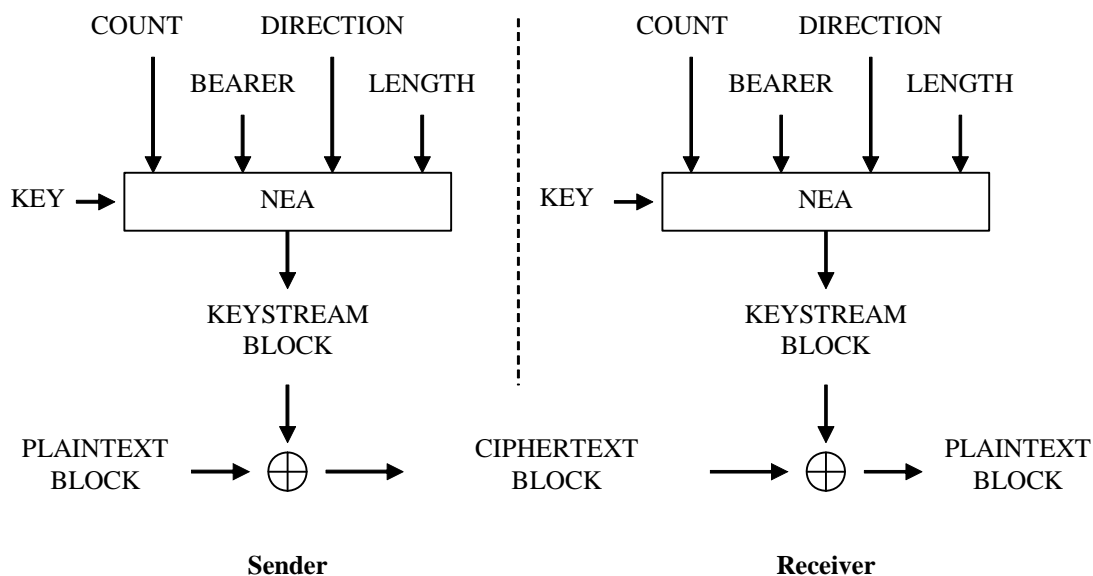 COUNT DIRECTION
BEARER LENGTH
KEY NEA
KEYSTREAM
BLOCK
PLAINTEXT
BLOCK
COUNT DIRECTION
BEARER LENGTH
KEY NEA
KEYSTREAM
BLOCK
CIPHERTEXT
BLOCK
PLAINTEXT
BLOCK
Sender
Receiver